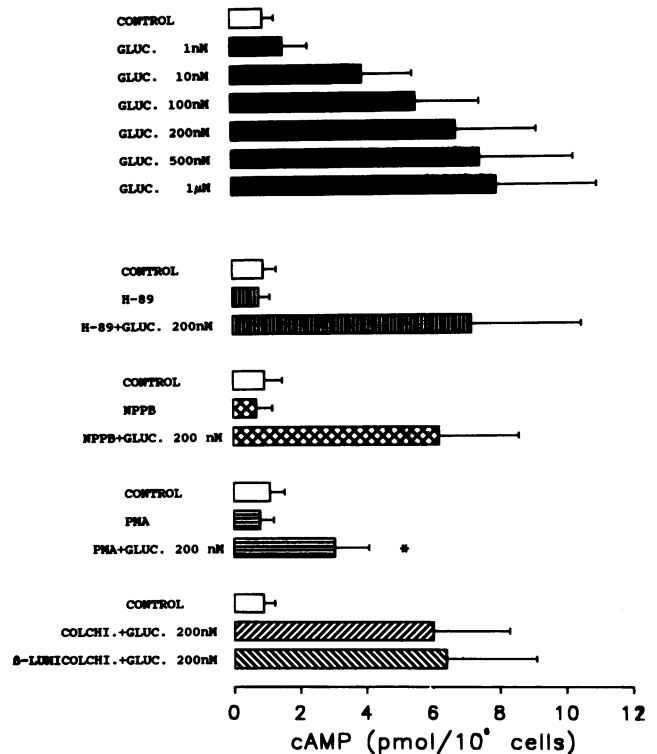 CONTROL
GLUC. 1nM
GLUC. 10nM
GLUC. 100nM
GLUC. 200nM
GLUC. 500nM
GLUC. 1µM
CONTROL
H-89
H-89+GLUC. 200nM
CONTROL
NPPB
NPPB+GLUC. 200 nM
CONTROL
PMA
PMA+GLUC. 200 nM
*
CONTROL
COLCHI.+GLUC. 200nM
β-LUMICOLCHI.+GLUC. 200nM
0 2 4 6 8 10 12
cAMP (pmol/10⁶ cells)